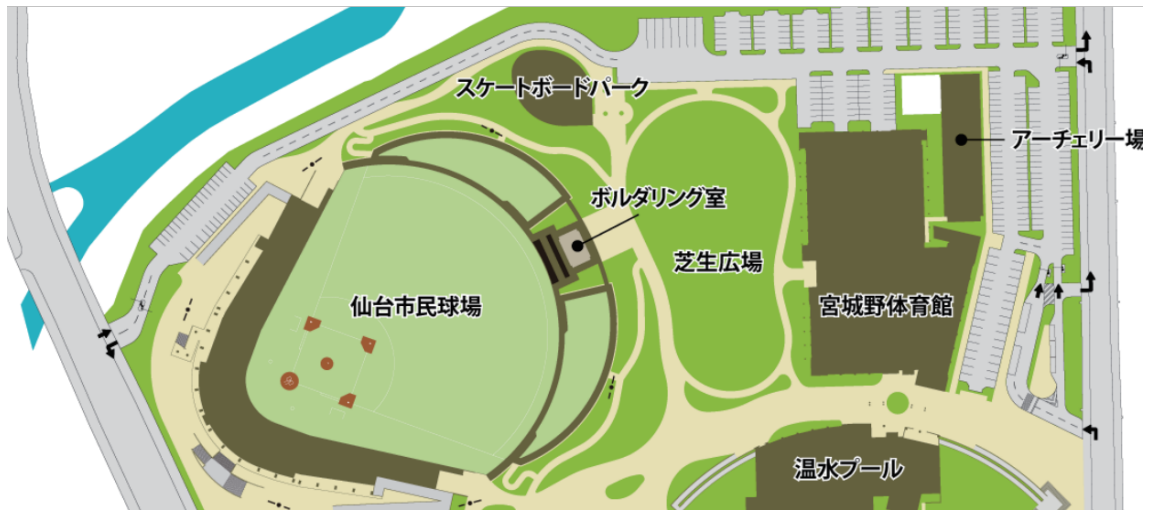 スケートボードパーク
アーチェリー場
ボルダリング室
芝生広場
仙台市民球場
宮城野体育館
温水プール